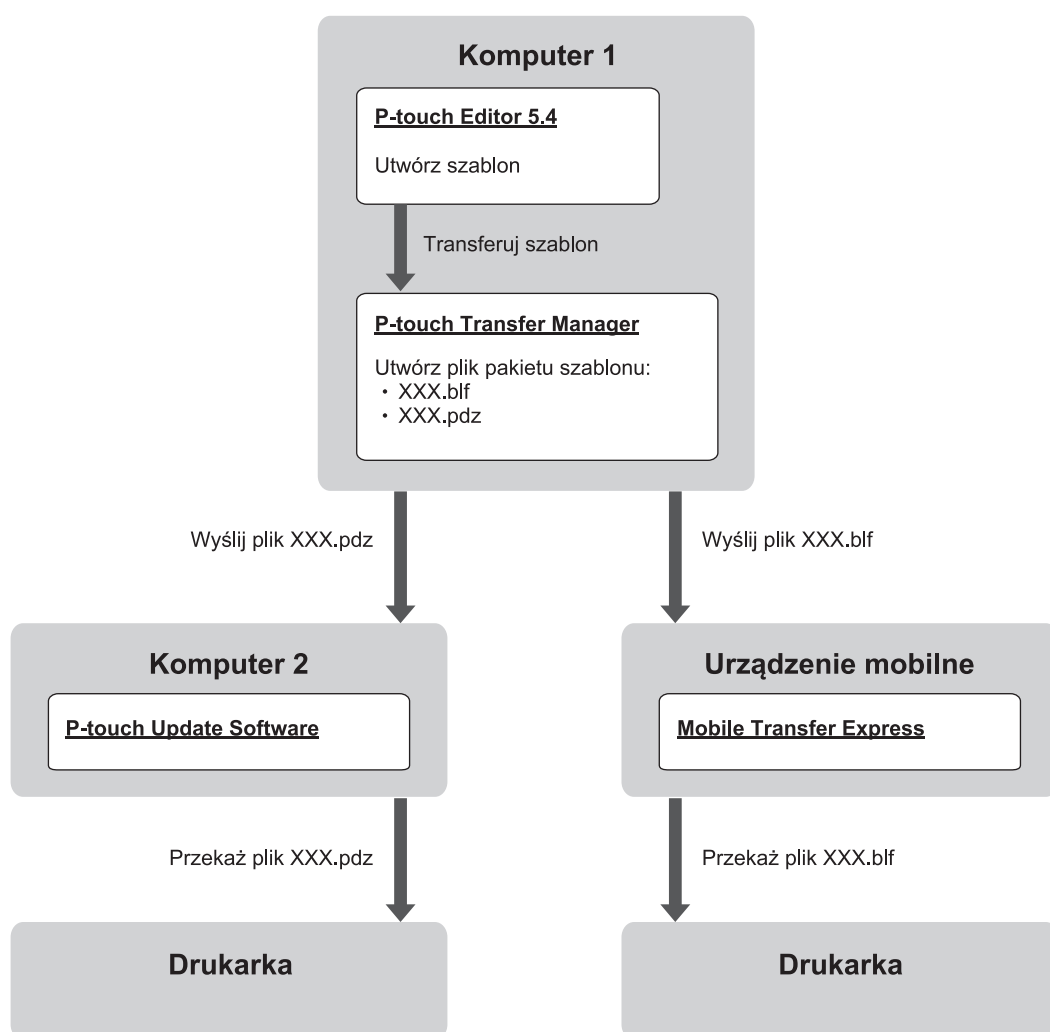 Komputer 1
P-touch Editor 5.4
Utwórz szablon
Transferuj szablon
P-touch Transfer Manager
Utwórz plik pakietu szablonu:
• XXX.blf
• XXX.pdz
Wyślij plik XXX.pdz
Wyślij plik XXX.blf
Komputer 2
P-touch Update Software
Urządzenie mobilne
Mobile Transfer Express
Przekaż plik XXX.pdz
Przekaż plik XXX.blf
Drukarka
Drukarka